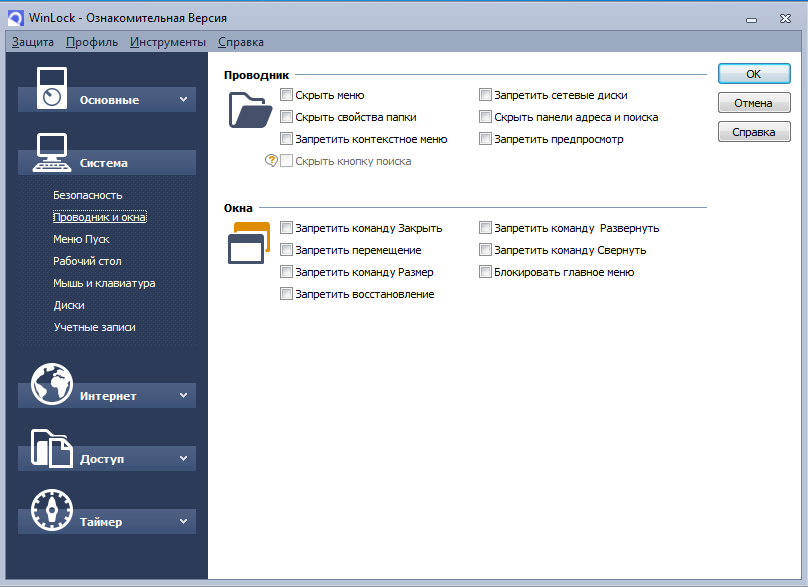 WinLock - Ознакомительная Версия
Защита Профиль Инструменты Справка
Основные
Система
Безопасность
Проводник и окна
Меню Пуск
Рабочий стол
Мышь и клавиатура
Диски
Учетные записи
Интернет
Доступ
Таймер
Проводник
Скрыть меню
Запретить сетевые диски
Скрыть свойства папки
Скрыть панели адреса и поиска
Запретить контекстное меню
Запретить предпросмотр
Скрыть кнопку поиска
Окна
Запретить команду Закрыть
Запретить команду Развернуть
Запретить перемещение
Запретить команду Свернуть
Запретить команду Размер
Блокировать главное меню
Запретить восстановление
OK
Отмена
Справка